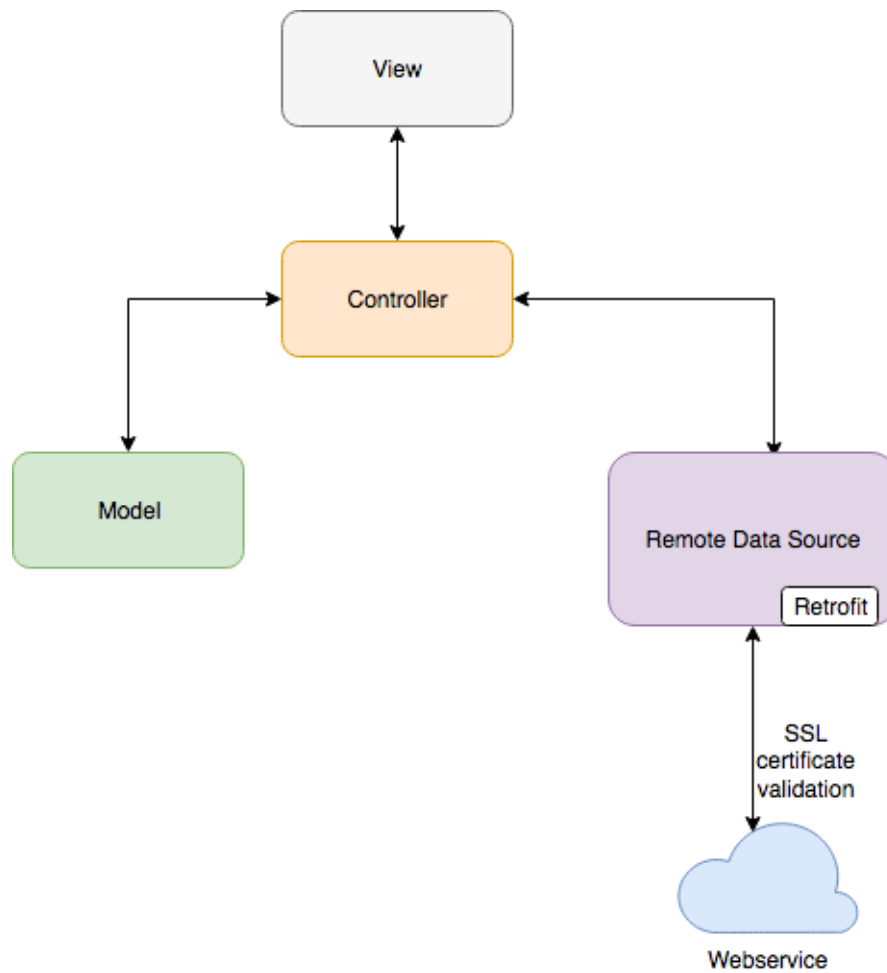 View
Controller
Model
Remote Data Source
Retrofit
SSL
certificate
validation
Webservice